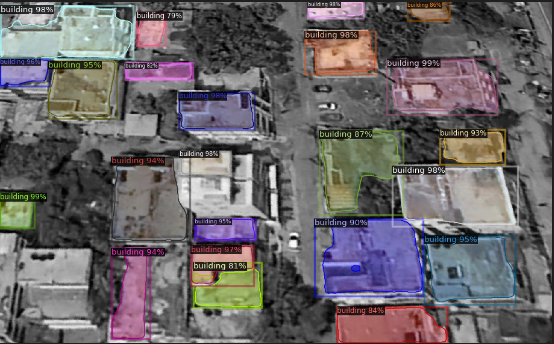 building 98%
building 79%
building 98%
building 86%
building 98%
building 96%
building 95%
building 82%
building 99%
building 98%
building 87%
building 93%
building 94%
building 98%
building 98%
building 99%
building 95%
building 90%
building 95%
building 94%
building 97%
building 81%
building 84%